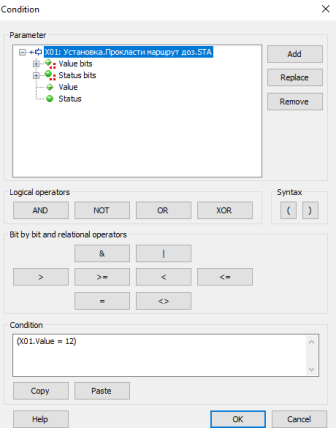 Condition
Parameter
X01: Установка.Прокласти маршрут доз.STA
Value bits
Status bits
Value
Status
Add
Replace
Remove
Logical operators
Syntax
AND NOT OR XOR
( )
Bit by bit and relational operators
& |
> >= < <=
= <>
Condition
(X01.Value = 12)
Copy Paste
Help OK Cancel